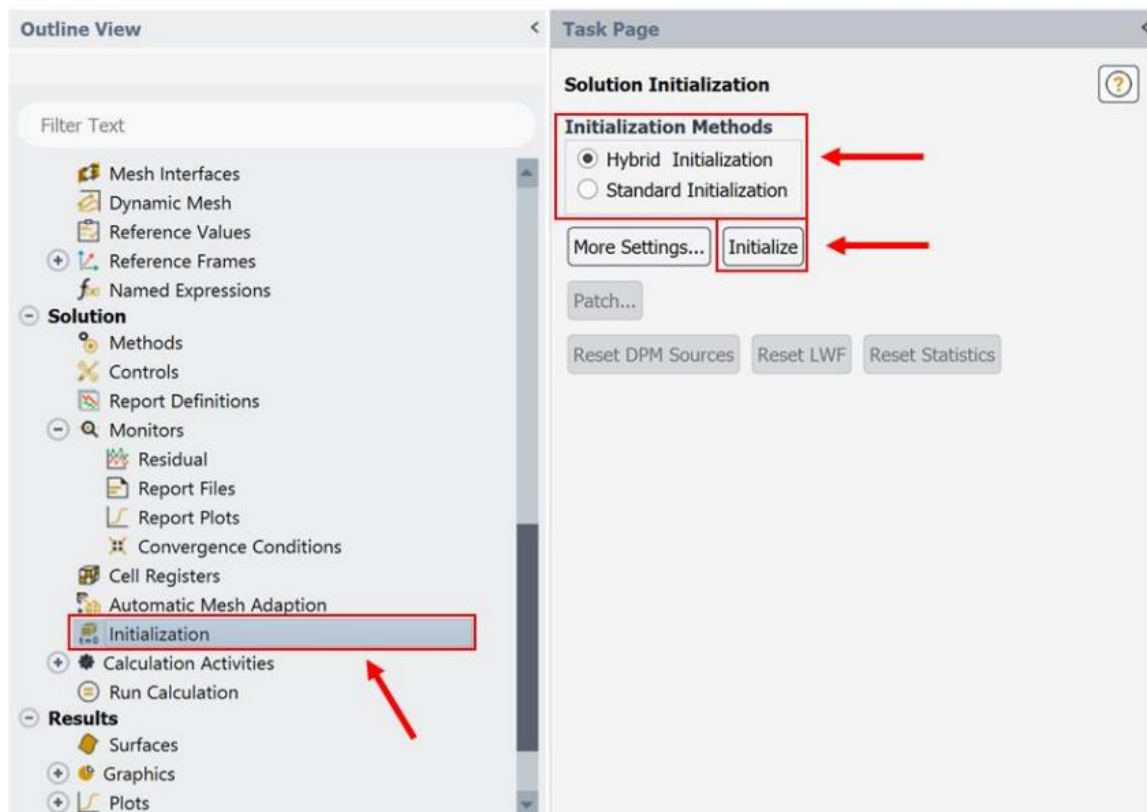 Outline View
Filter Text
Mesh Interfaces
Dynamic Mesh
Reference Values
Reference Frames
Named Expressions
Solution
Methods
Controls
Report Definitions
Monitors
Residual
Report Files
Report Plots
Convergence Conditions
Cell Registers
Automatic Mesh Adaption
Initialization
Calculation Activities
Run Calculation
Results
Surfaces
Graphics
Plots
Task Page
Solution Initialization
Initialization Methods
Hybrid Initialization
Standard Initialization
More Settings... Initialize
Patch...
Reset DPM Sources Reset LWF Reset Statistics